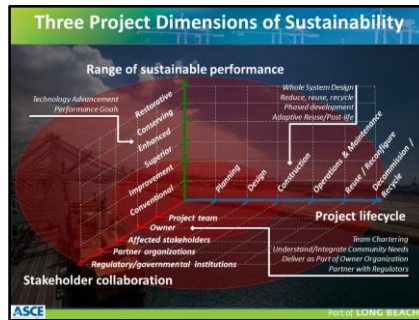 Three Project Dimensions of Sustainability
Range of sustainable performance
Technology Advancement
Performance Goals
Whole System Design
Reduce, reuse, recycle
Phased development
Adaptive Reuse/Post-life
Restorative
Conserving
Enhanced
Superior
Improvement
Conventional
Planning
Design
Construction
Operations & Maintenance
Reuse / Reconfigure
Decommission /
Recycle
Project lifecycle
Project team
Owner
Affected stakeholders
Partner organizations
Regulatory/governmental institutions
Stakeholder collaboration
Team Chartering
Understand/Integrate Community Needs
Deliver as Part of Owner Organization
Partner with Regulators
ASCE
Port of LONG BEACH